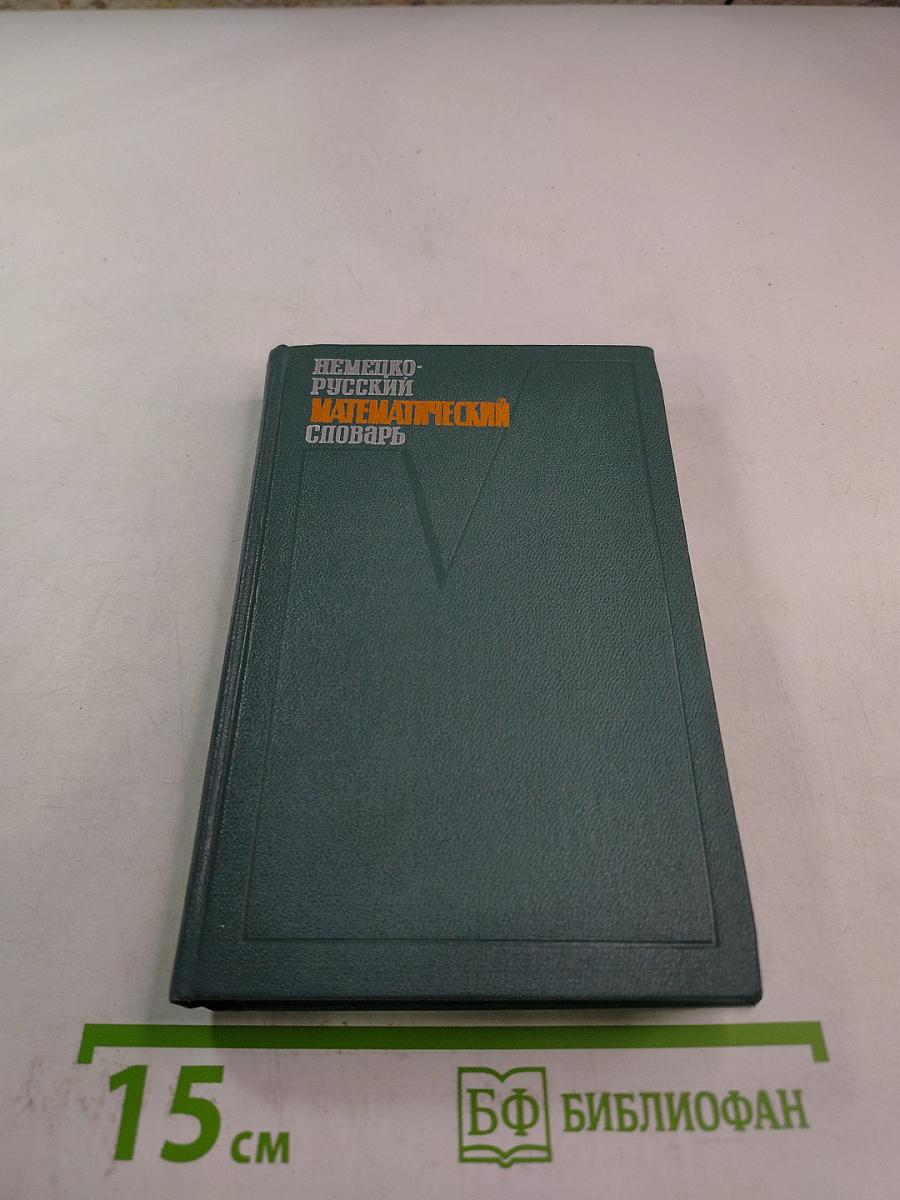 НЕМЕЦКО-
РУССКИЙ
МАТЕМАТИЧЕСКИЙ
СЛОВАРЬ
15 см
БФ БИБЛИОФАН